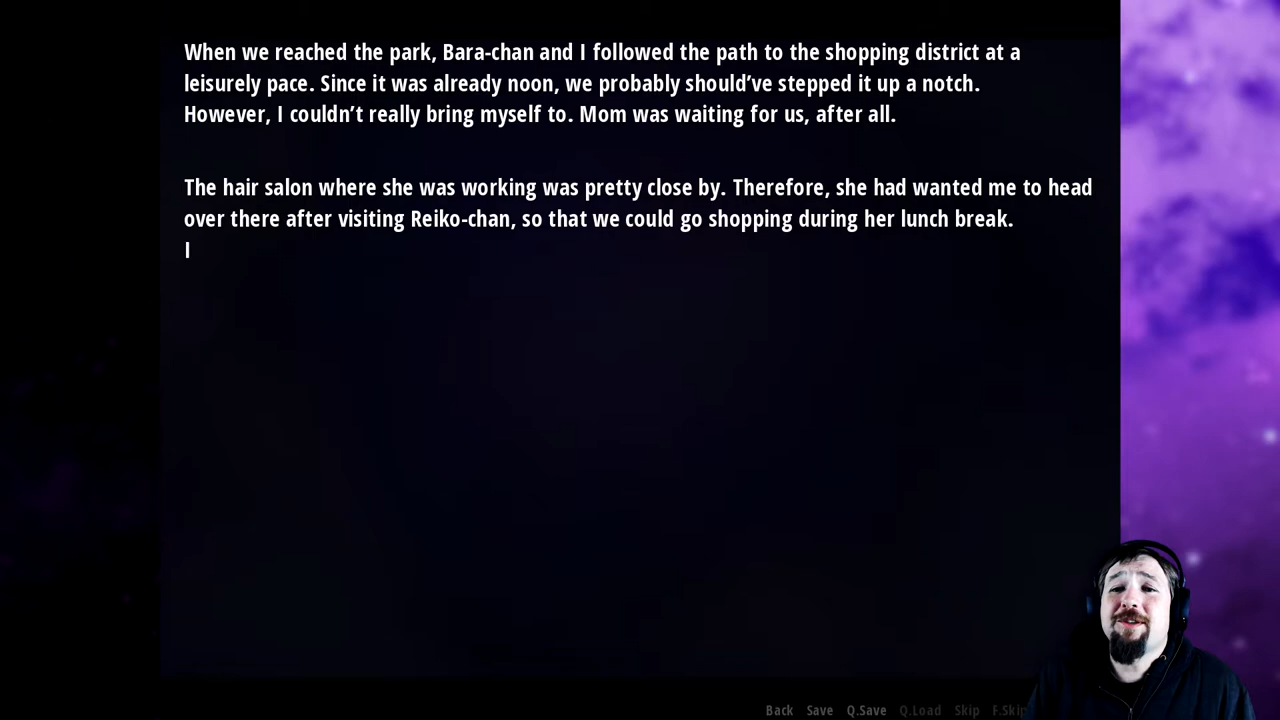 When we reached the park, Bara-chan and I followed the path to the shopping district at a
leisurely pace. Since it was already noon, we probably should’ve stepped it up a notch.
However, I couldn’t really bring myself to. Mom was waiting for us, after all.
The hair salon where she was working was pretty close by. Therefore, she had wanted me to head
over there after visiting Reiko-chan, so that we could go shopping during her lunch break.
I
Back Save Q.Save Q.Load Skip F.Skip